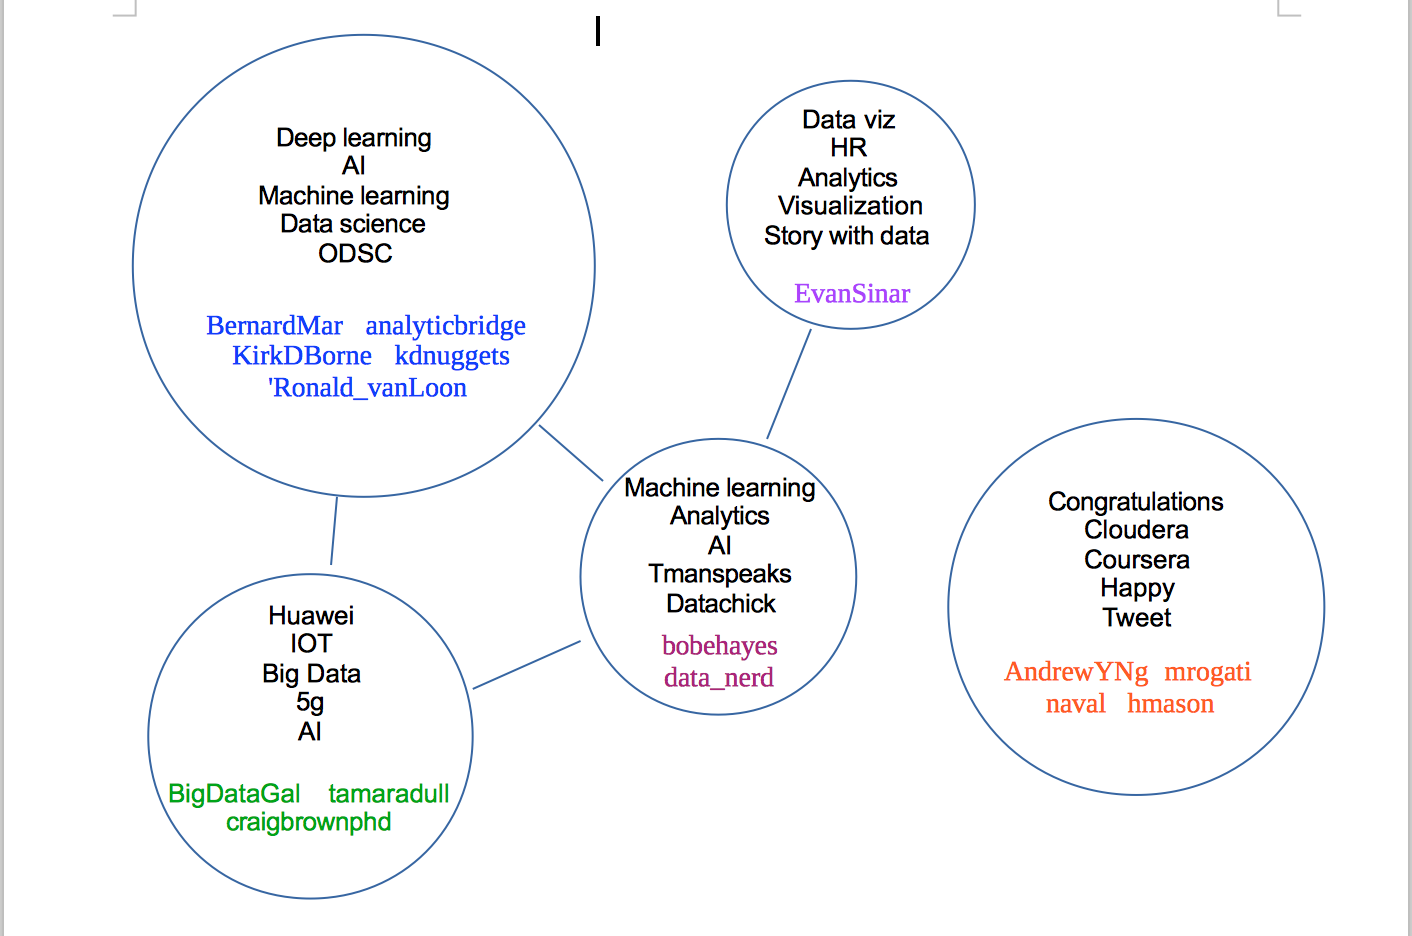 Deep learning
AI
Machine learning
Data science
ODSC
BernardMar analyticbridge
KirkDBorne kdnuggets
'Ronald_vanLoon
Data viz
HR
Analytics
Visualization
Story with data
EvanSinar
Machine learning
Analytics
AI
Tmanspeaks
Datachick
bobehayes
data_nerd
Congratulations
Cloudera
Coursera
Happy
Tweet
AndrewYNg mrogati
naval hmason
Huawei
IOT
Big Data
5g
AI
BigDataGal tamaradull
craigbrownphd